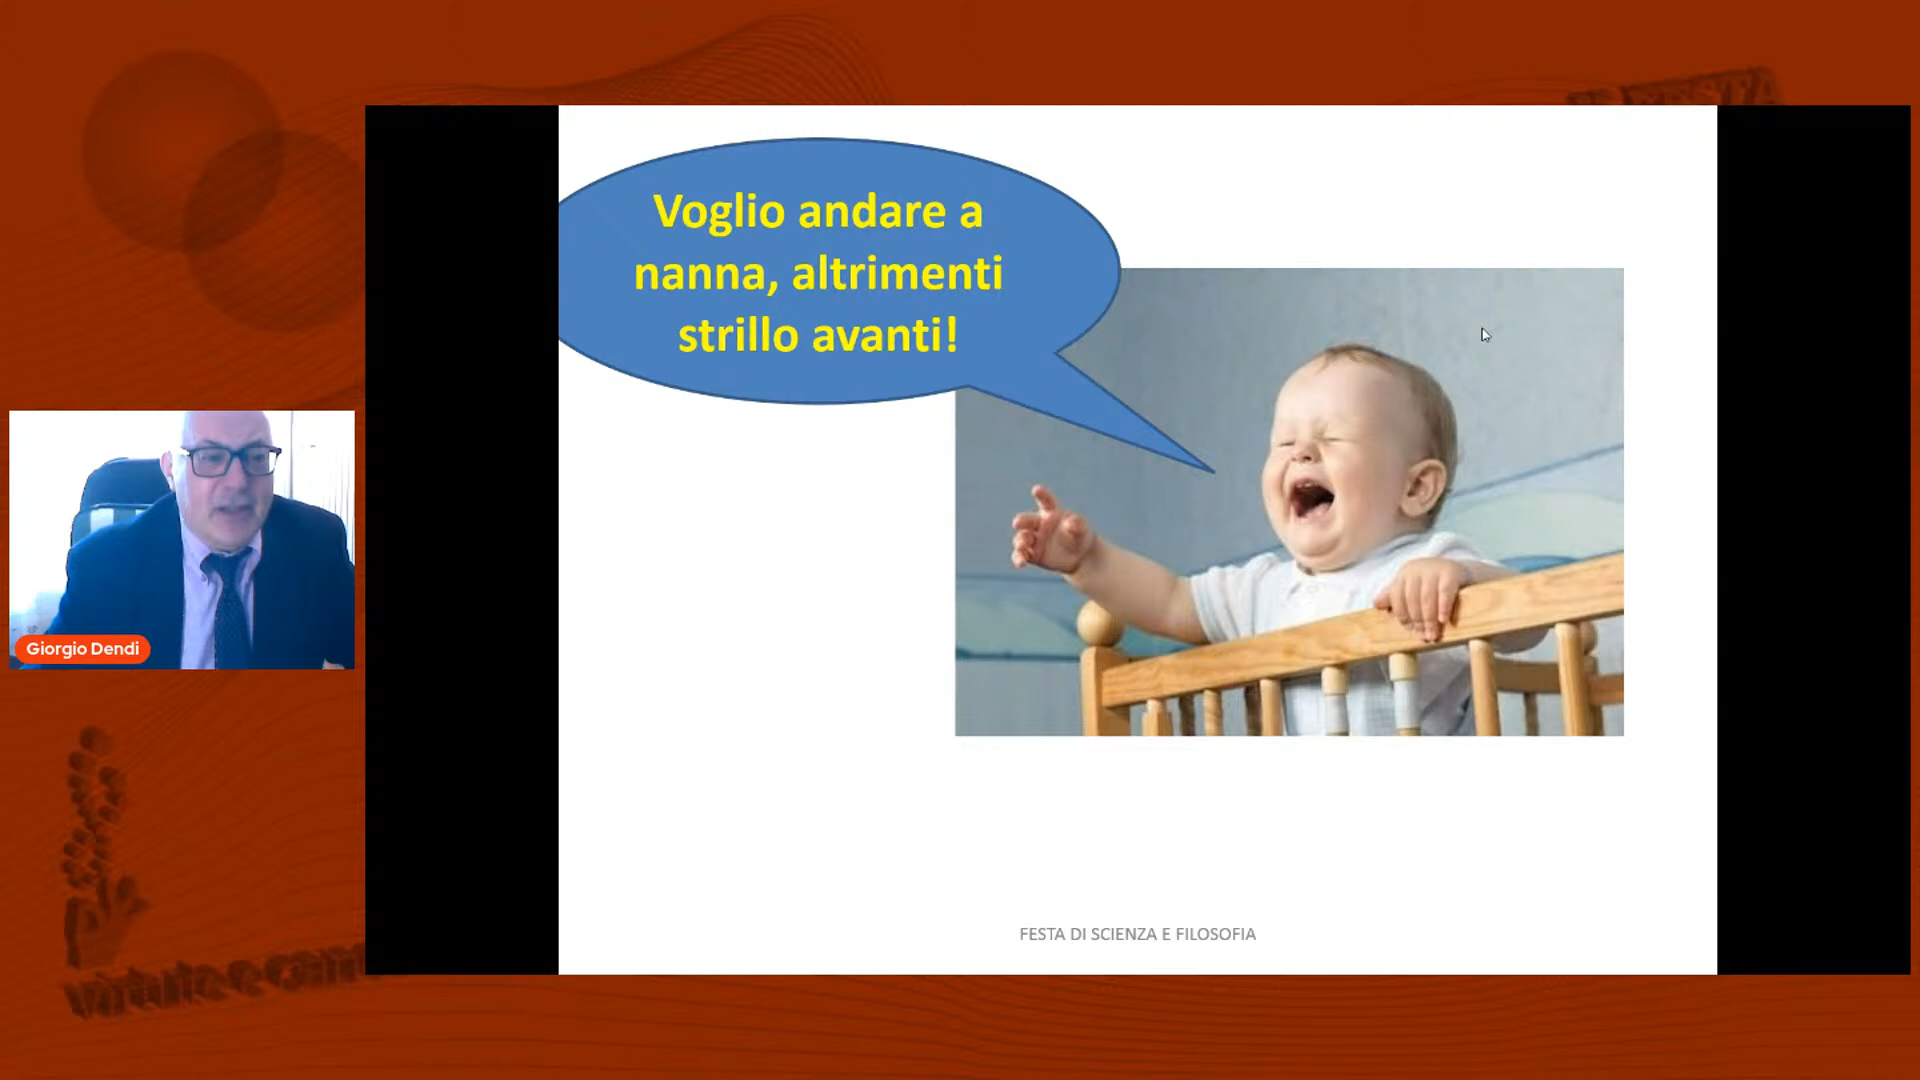 Voglio andare a
nanna, altrimenti
strillo avanti!
Giorgio Dendi
FESTA DI SCIENZA E FILOSOFIA